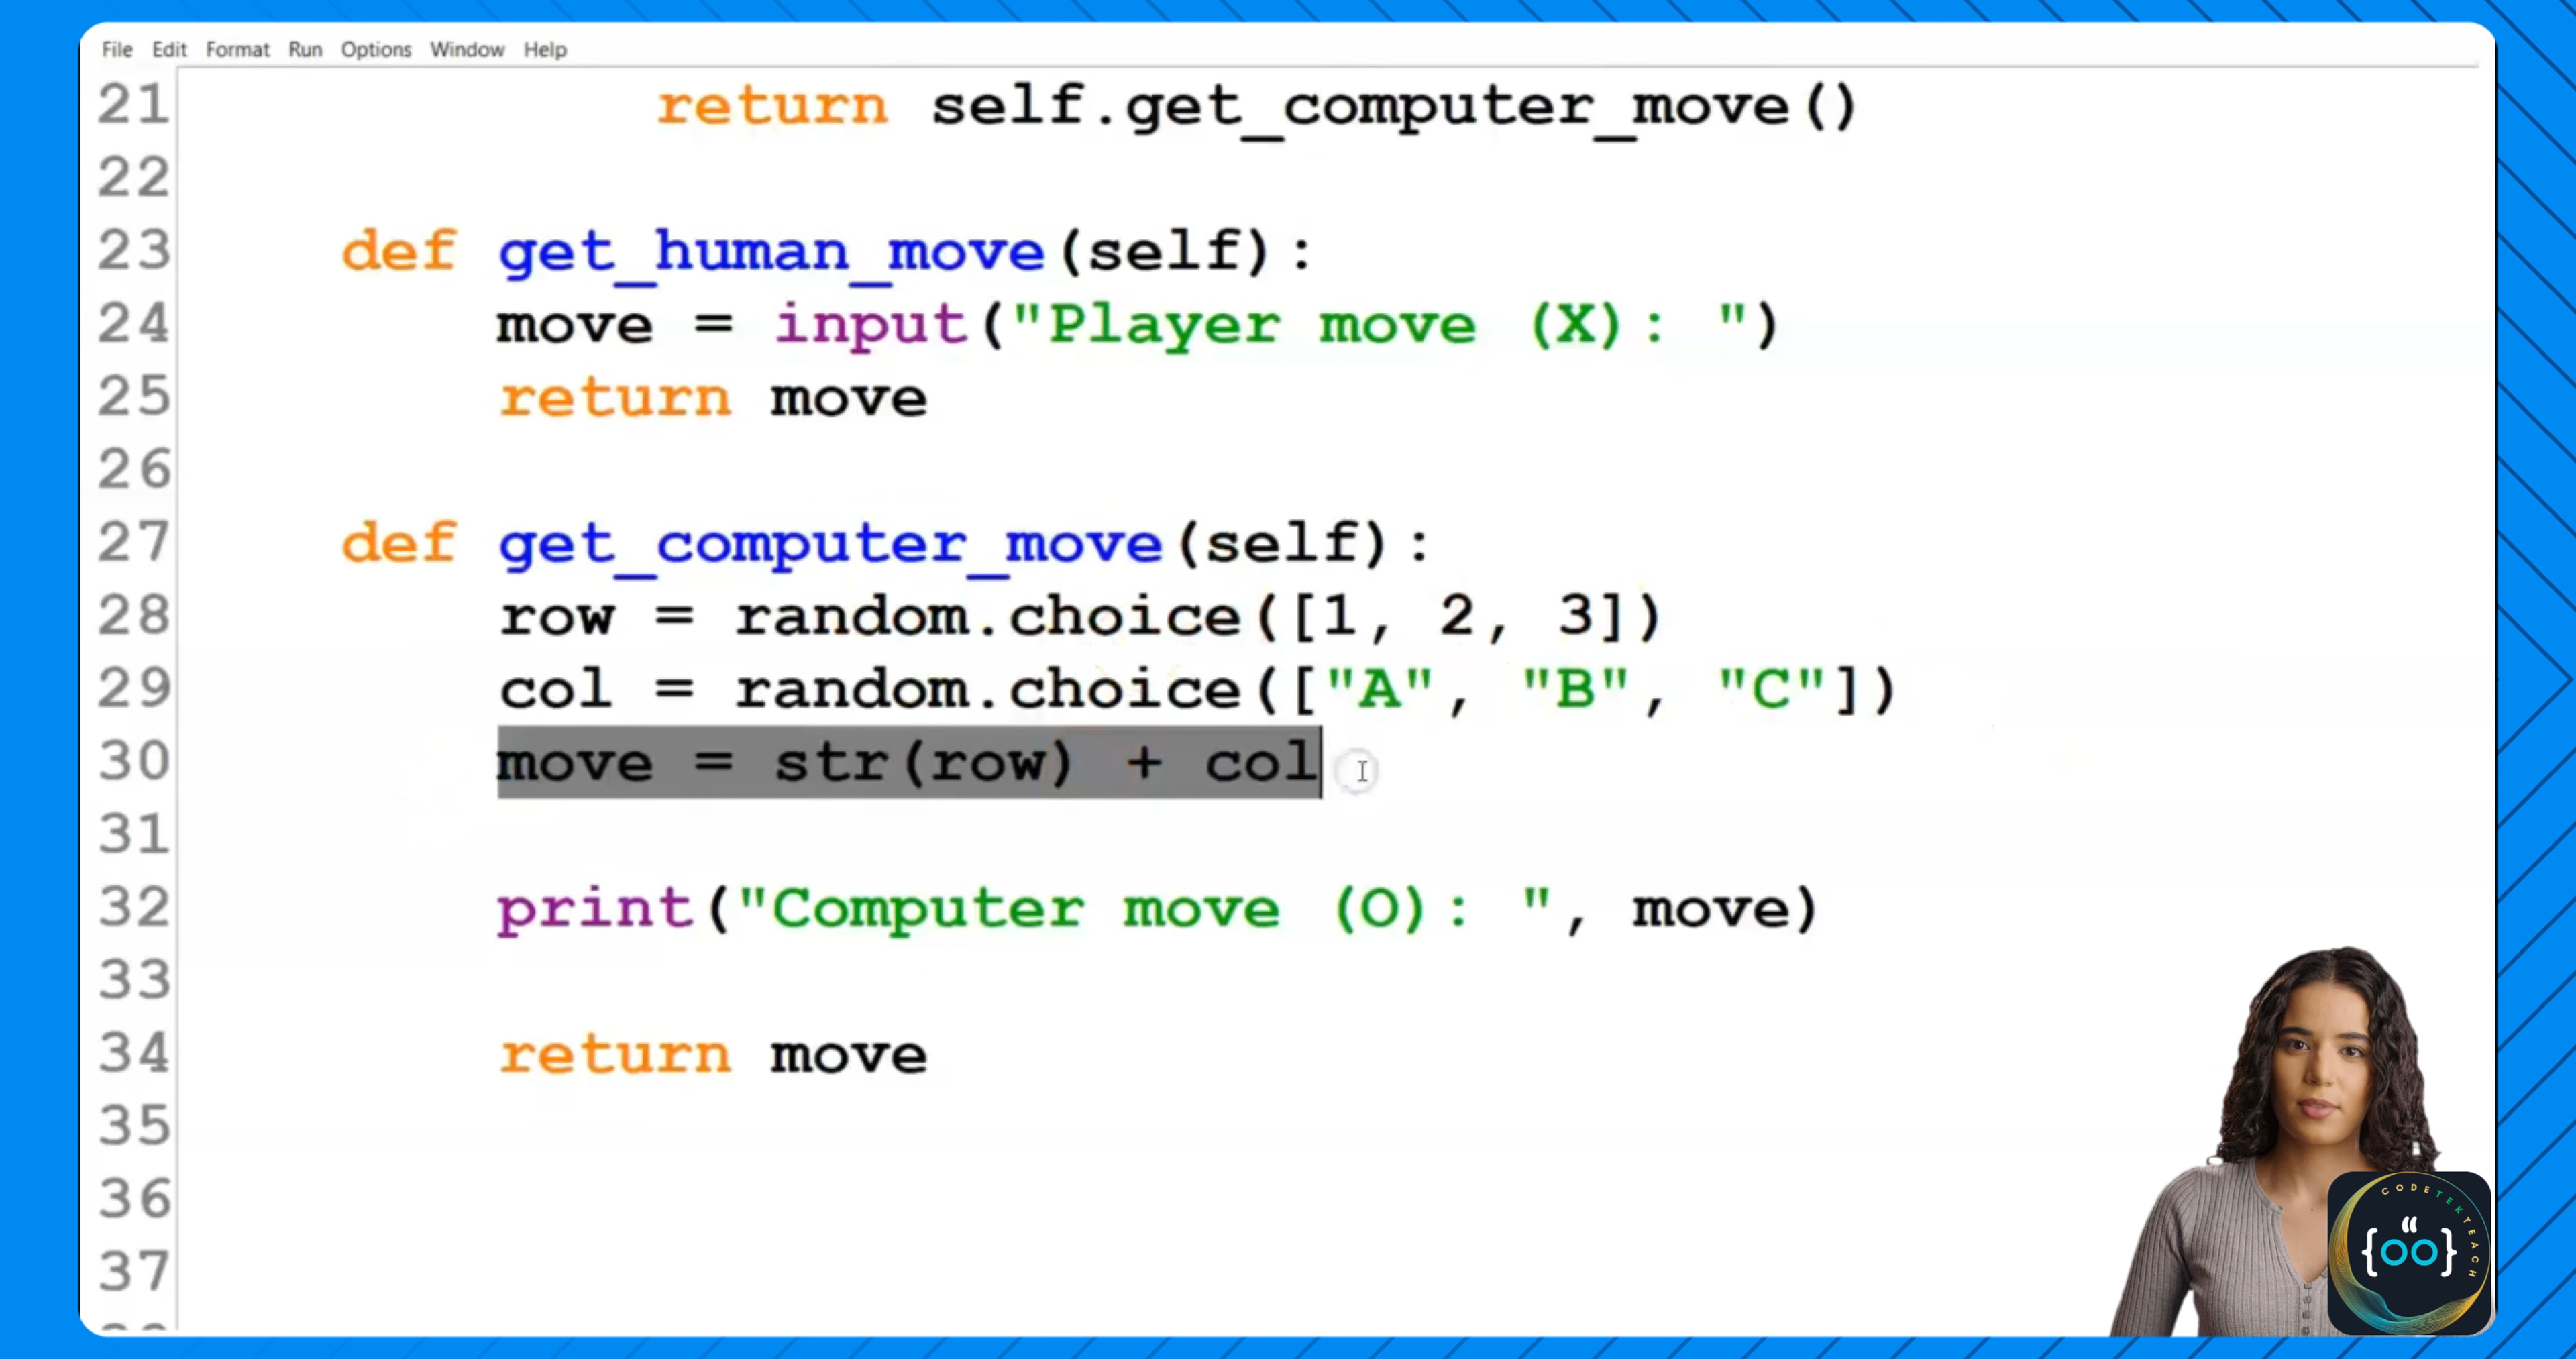 File Edit Format Run Options Window Help
21 return self.get_computer_move()
22
23 def get_human_move(self):
24 move = input("Player move (X): ")
25 return move
26
27 def get_computer_move(self):
28 row = random.choice([1, 2, 3])
29 col = random.choice(["A", "B", "C"])
30 move = str(row) + col
31
32 print("Computer move (O): ", move)
33
34 return move
35
36
37
CODETEKTEACH
{oo}